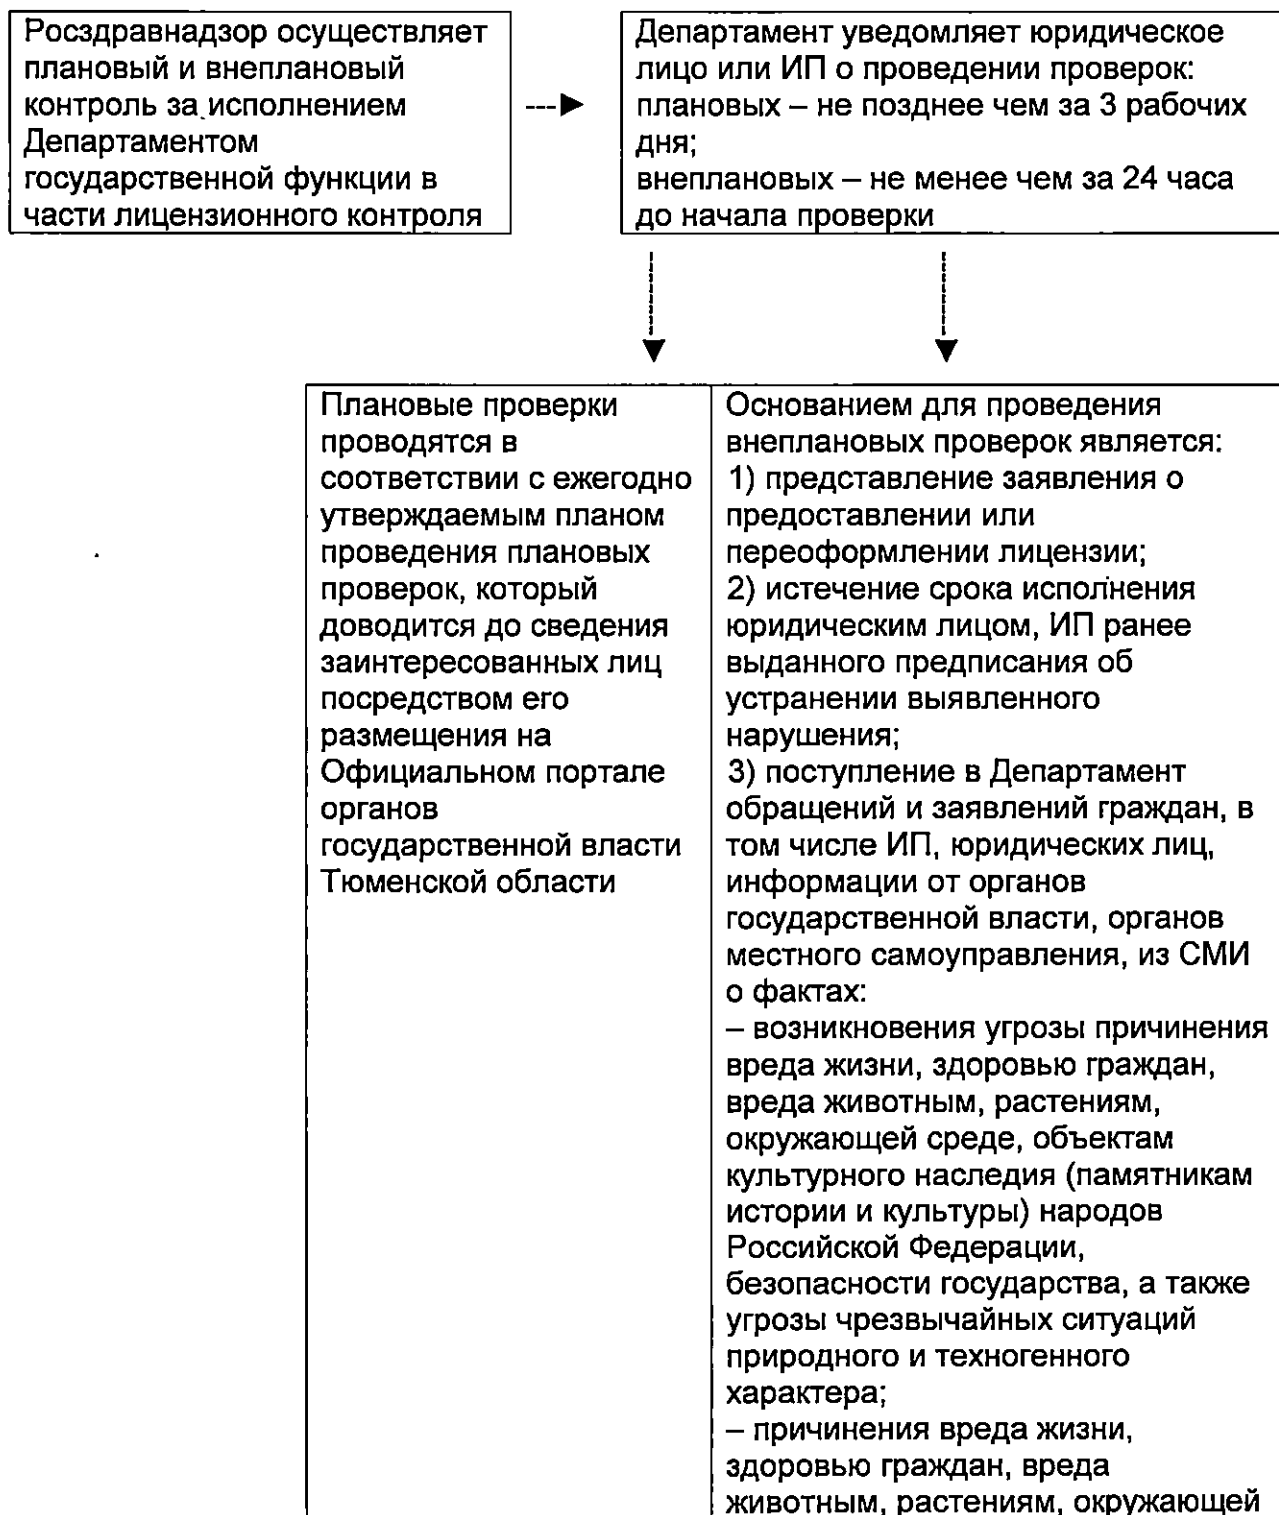 Росздравнадзор осуществляет
плановый и внеплановый
контроль за исполнением
Департаментом
государственной функции в
части лицензионного контроля
Департамент уведомляет юридическое
лицо или ИП о проведении проверок:
плановых – не позднее чем за 3 рабочих
дня;
внеплановых – не менее чем за 24 часа
до начала проверки
Плановые проверки
проводятся в
соответствии с ежегодно
утверждаемым планом
проведения плановых
проверок, который
доводится до сведения
заинтересованных лиц
посредством его
размещения на
Официальном портале
органов
государственной власти
Тюменской области
Основанием для проведения
внеплановых проверок является:
1) представление заявления о
предоставлении или
переоформлении лицензии;
2) истечение срока исполнения
юридическим лицом, ИП ранее
выданного предписания об
устранении выявленного
нарушения;
3) поступление в Департамент
обращений и заявлений граждан, в
том числе ИП, юридических лиц,
информации от органов
государственной власти, органов
местного самоуправления, из СМИ
о фактах:
– возникновения угрозы причинения
вреда жизни, здоровью граждан,
вреда животным, растениям,
окружающей среде, объектам
культурного наследия (памятникам
истории и культуры) народов
Российской Федерации,
безопасности государства, а также
угрозы чрезвычайных ситуаций
природного и техногенного
характера;
– причинения вреда жизни,
здоровью граждан, вреда
животным, растениям, окружающей